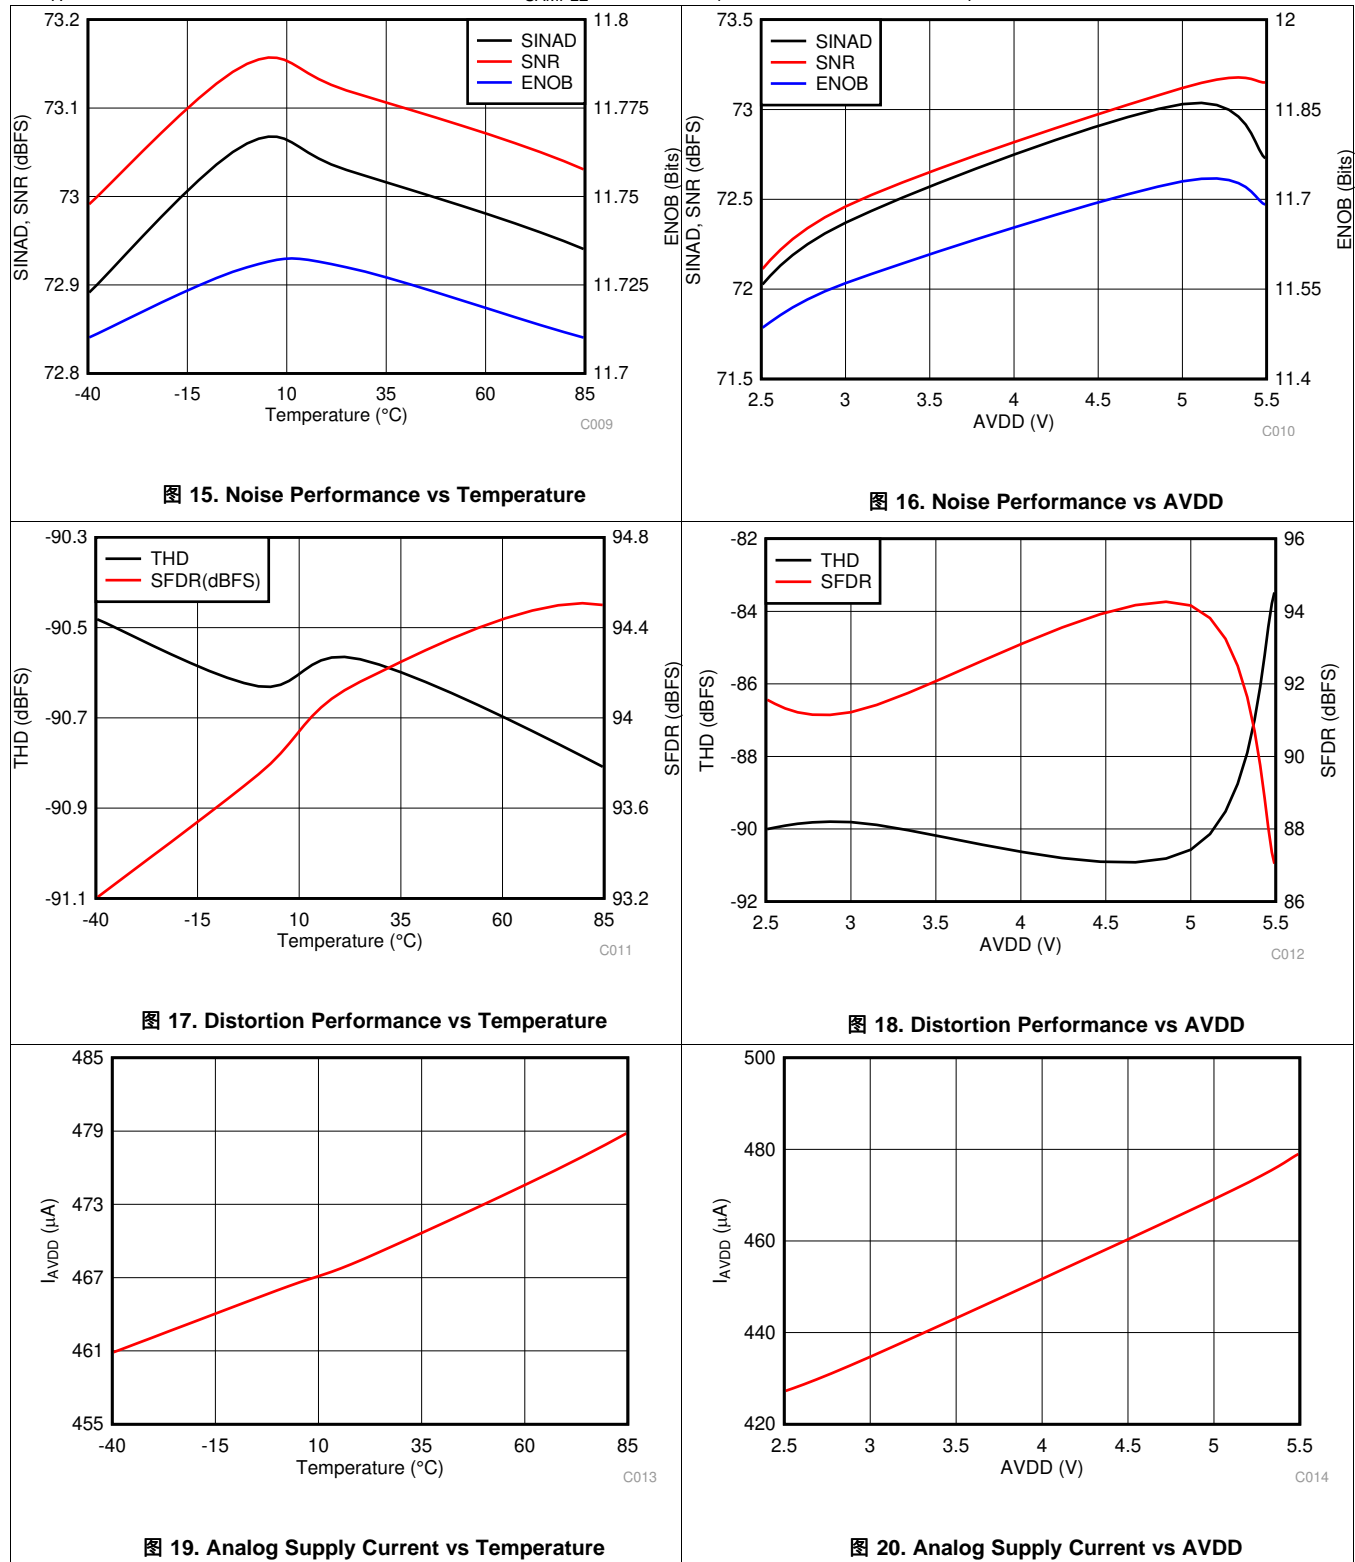 SAMPLE
73.2
73.1
73
72.9
72.8
SINAD, SNR (dBFS)
SINAD
SNR
ENOB
11.8
11.775
11.75
11.725
11.7
ENOB (Bits)
-40 -15 10 35 60 85
Temperature (°C)
C009
图 15. Noise Performance vs Temperature
73.5
73
72.5
72
71.5
SINAD, SNR (dBFS)
SINAD
SNR
ENOB
12
11.85
11.7
11.55
11.4
ENOB (Bits)
2.5 3 3.5 4 4.5 5 5.5
AVDD (V)
C010
图 16. Noise Performance vs AVDD
-90.3
-90.5
-90.7
-90.9
-91.1
THD (dBFS)
THD
SFDR(dBFS)
94.8
94.4
94
93.6
93.2
SFDR (dBFS)
-40 -15 10 35 60 85
Temperature (°C)
C011
图 17. Distortion Performance vs Temperature
-82
-84
-86
-88
-90
-92
THD (dBFS)
THD
SFDR
96
94
92
90
88
86
SFDR (dBFS)
2.5 3 3.5 4 4.5 5 5.5
AVDD (V)
C012
图 18. Distortion Performance vs AVDD
485
479
473
467
461
455
IAVDD (μA)
-40 -15 10 35 60 85
Temperature (°C)
C013
图 19. Analog Supply Current vs Temperature
500
480
460
440
420
IAVDD (μA)
2.5 3 3.5 4 4.5 5 5.5
AVDD (V)
C014
图 20. Analog Supply Current vs AVDD